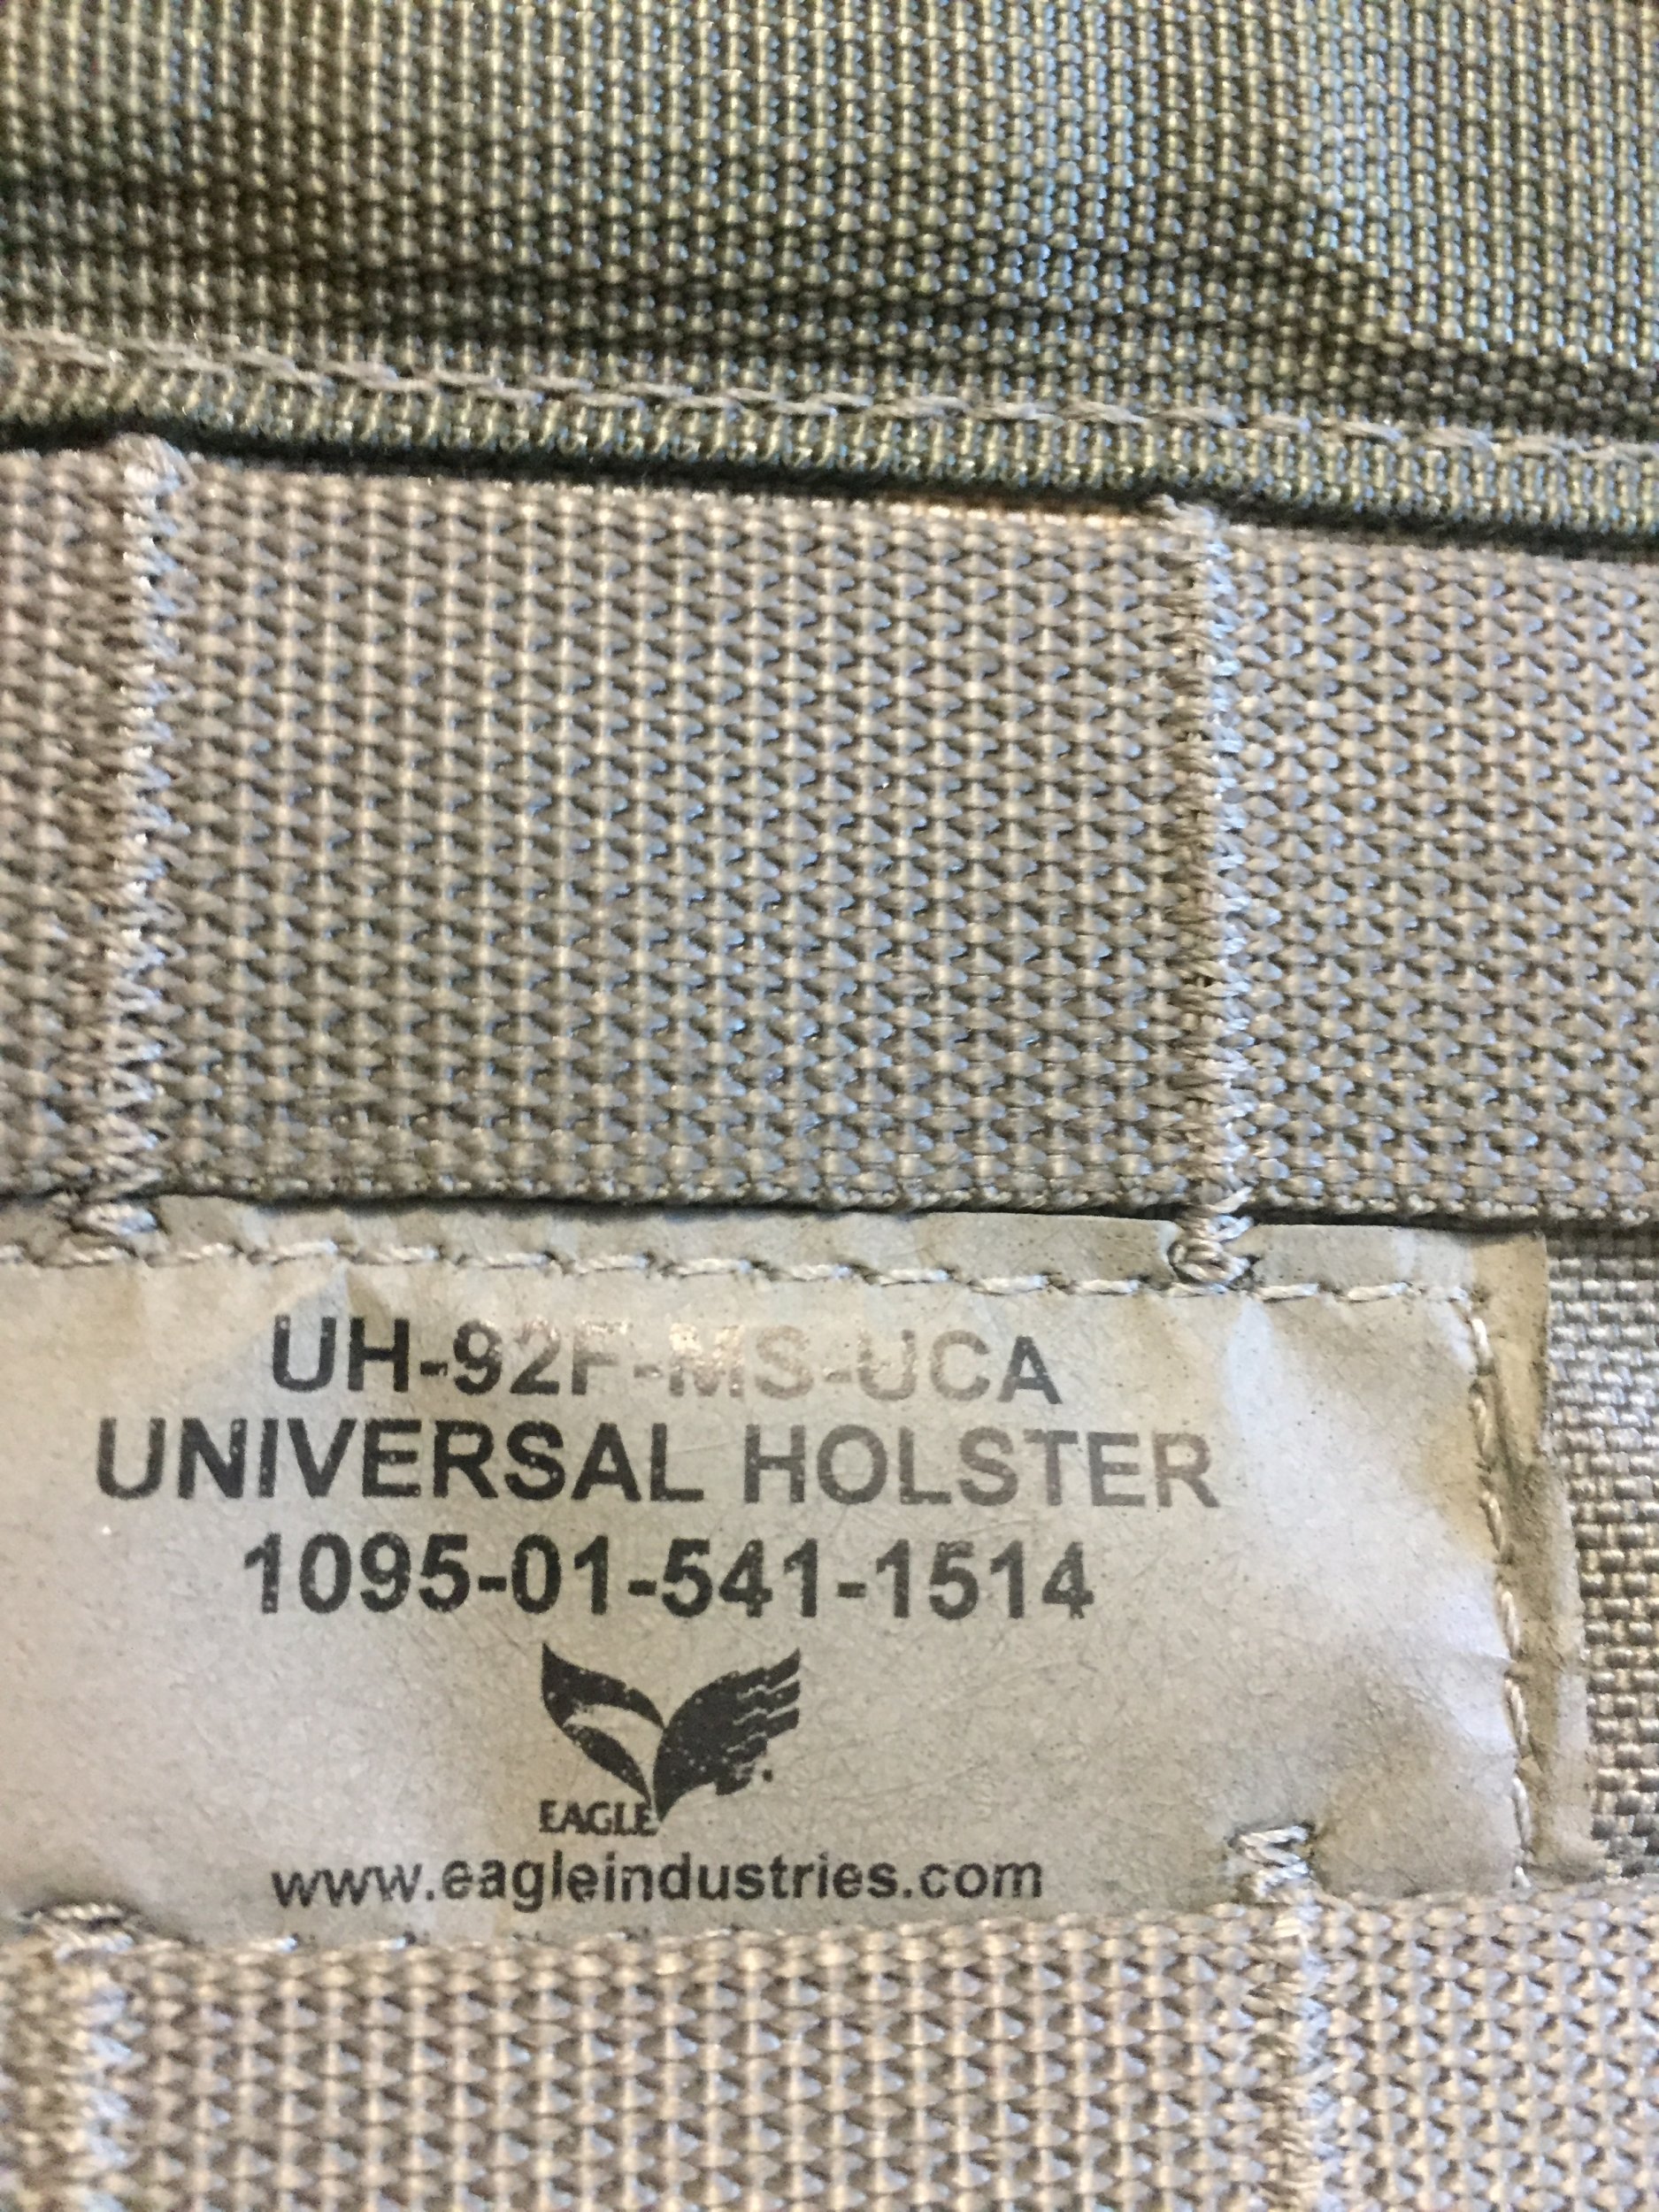 UH-92F-MS-UCA
UNIVERSAL HOLSTER
1095-01-541-1514
EAGLE
www.eagleindustries.com